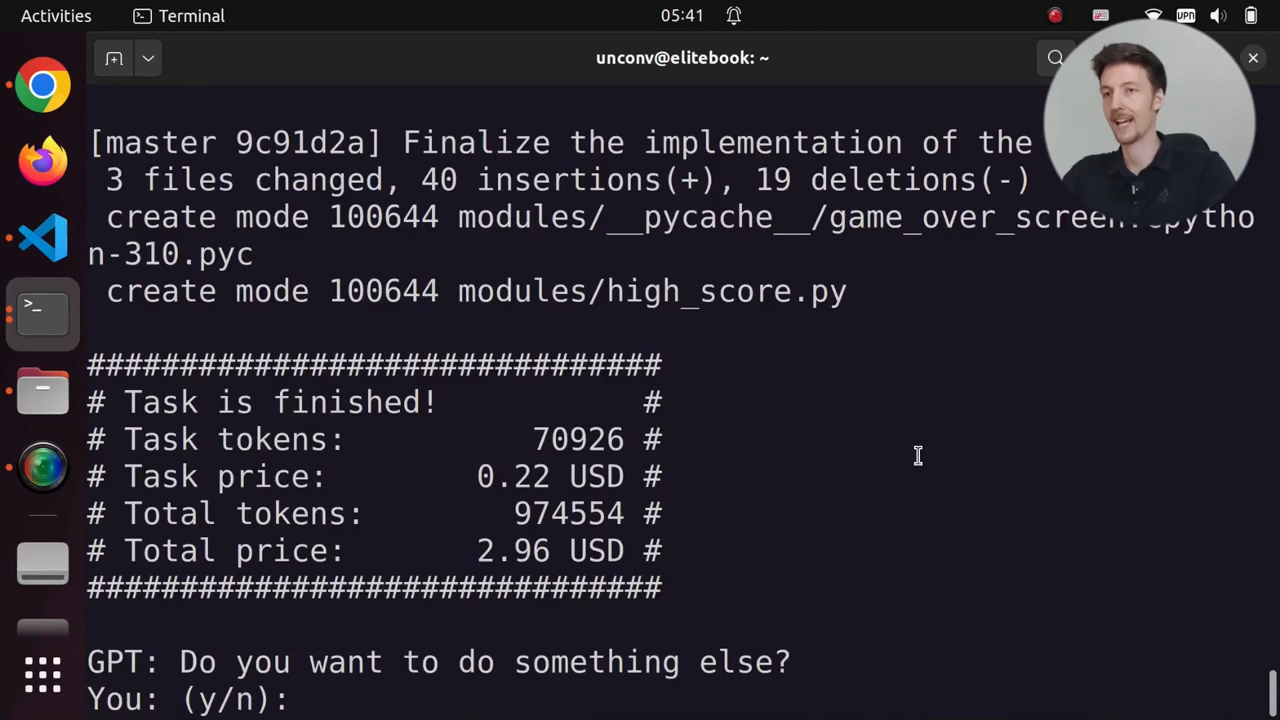 Activities Terminal 05:41 VPN
unconv@elitebook: ~
[master 9c91d2a] Finalize the implementation of the
3 files changed, 40 insertions(+), 19 deletions(-)
create mode 100644 modules/__pycache__/game_over_screen.cpytho
n-310.pyc
create mode 100644 modules/high_score.py
###############################
# Task is finished! #
# Task tokens: 70926 #
# Task price: 0.22 USD #
# Total tokens: 974554 #
# Total price: 2.96 USD #
###############################
GPT: Do you want to do something else?
You: (y/n):